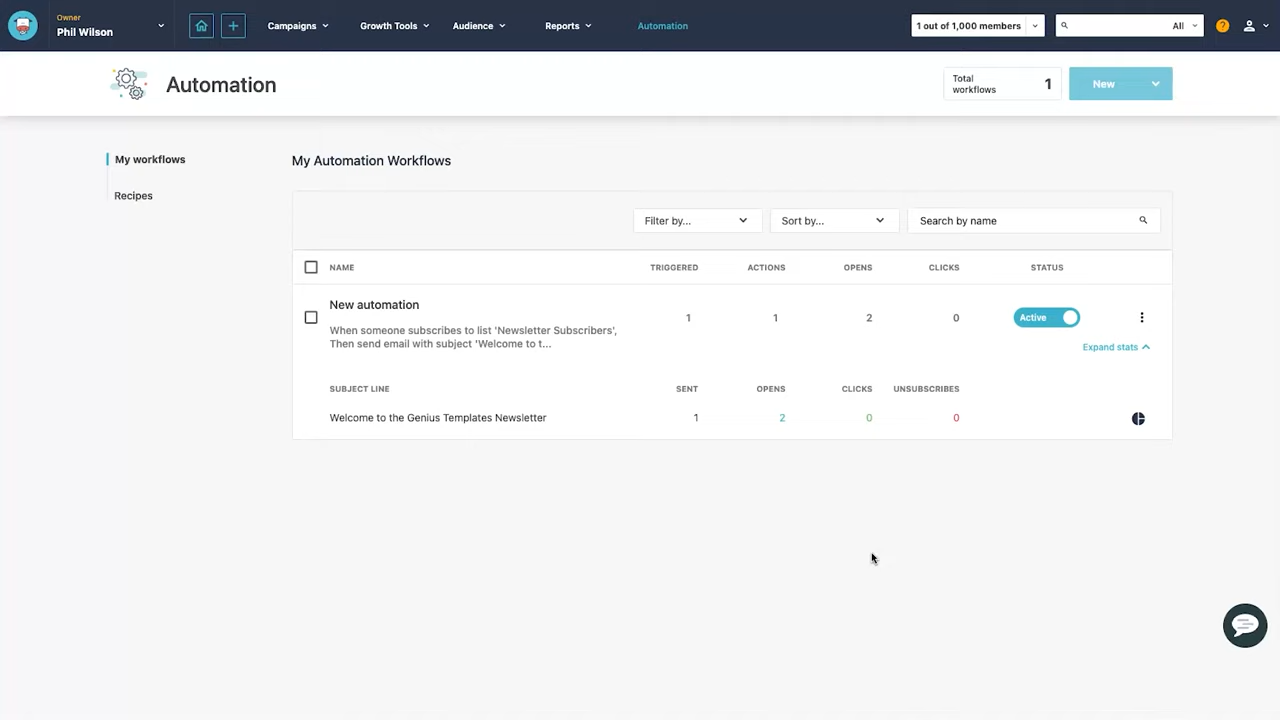 Owner
Phil Wilson
Campaigns
Growth Tools
Audience
Reports
Automation
1 out of 1,000 members
All
?
Automation
Total
workflows
1
New
My workflows
Recipes
My Automation Workflows
Filter by...
Sort by...
Search by name
NAME
TRIGGERED
ACTIONS
OPENS
CLICKS
STATUS
New automation
When someone subscribes to list 'Newsletter Subscribers',
Then send email with subject 'Welcome to t...
1
1
2
0
Active
Expand stats
SUBJECT LINE
SENT
OPENS
CLICKS
UNSUBSCRIBES
Welcome to the Genius Templates Newsletter
1
2
0
0